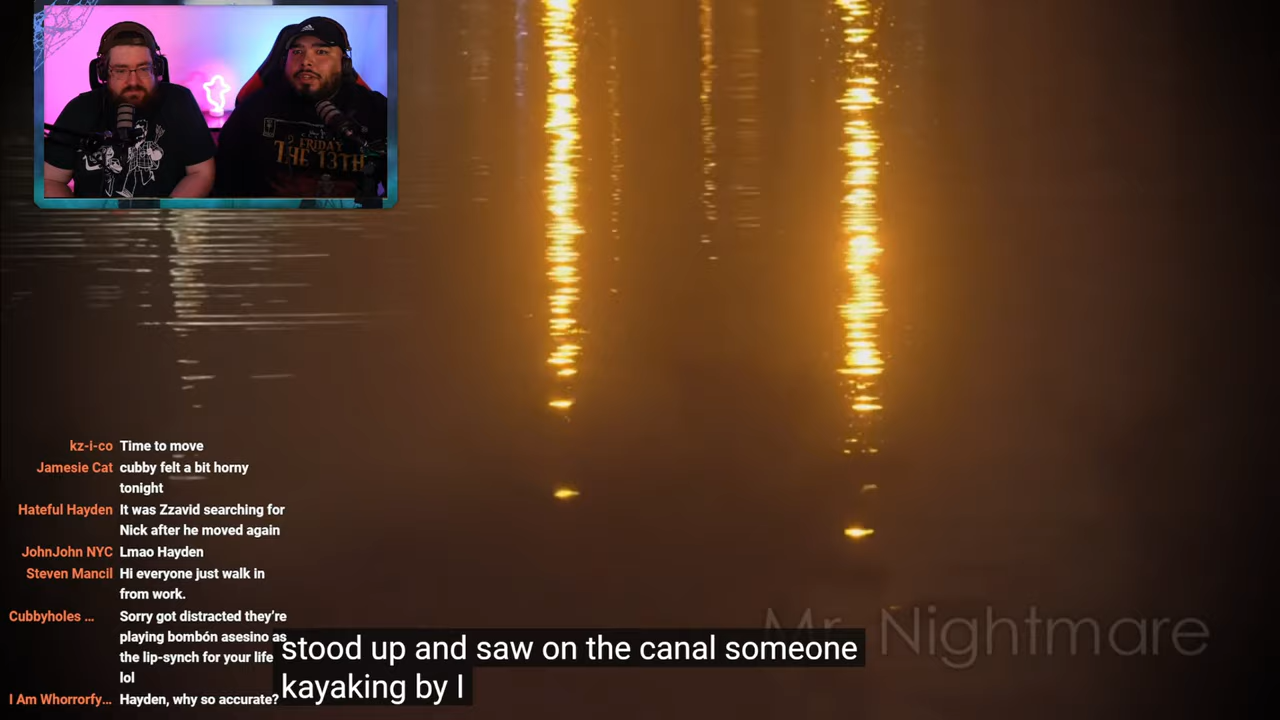 FRIDAY
THE 13TH
kz-i-co Time to move
Jamesie Cat cubby felt a bit horny
tonight
Hateful Hayden It was Zzavid searching for
Nick after he moved again
JohnJohn NYC Lmao Hayden
Steven Mancil Hi everyone just walk in
from work.
Cubbyholes ... Sorry got distracted they're
playing bombón asesino as
the lip-synch for your life
lol
I Am Whorrorfy... Hayden, why so accurate?
Mr. Nightmare
stood up and saw on the canal someone
kayaking by I